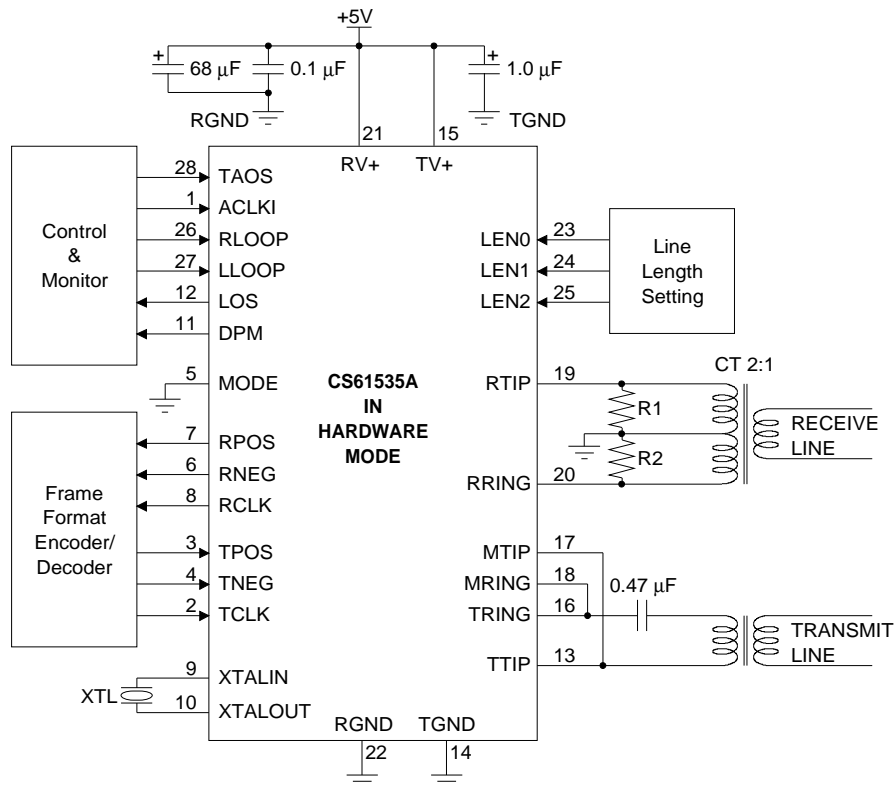 +5V
+
68 μF
0.1 μF
+
1.0 μF
RGND
TGND
21
15
RV+
TV+
Control
&
Monitor
28
TAOS
1
ACLKI
26
RLOOP
27
LLOOP
12
LOS
11
DPM
LEN0
23
LEN1
24
LEN2
25
Line
Length
Setting
5
MODE
CS61535A
IN
HARDWARE
MODE
RTIP
19
CT 2:1
R1
R2
RECEIVE
LINE
RRING
20
Frame
Format
Encoder/
Decoder
7
RPOS
6
RNEG
8
RCLK
3
TPOS
4
TNEG
2
TCLK
MTIP
17
MRING
18
TRING
16
0.47 μF
TTIP
13
TRANSMIT
LINE
XTL
9
XTALIN
10
XTALOUT
RGND
TGND
22
14